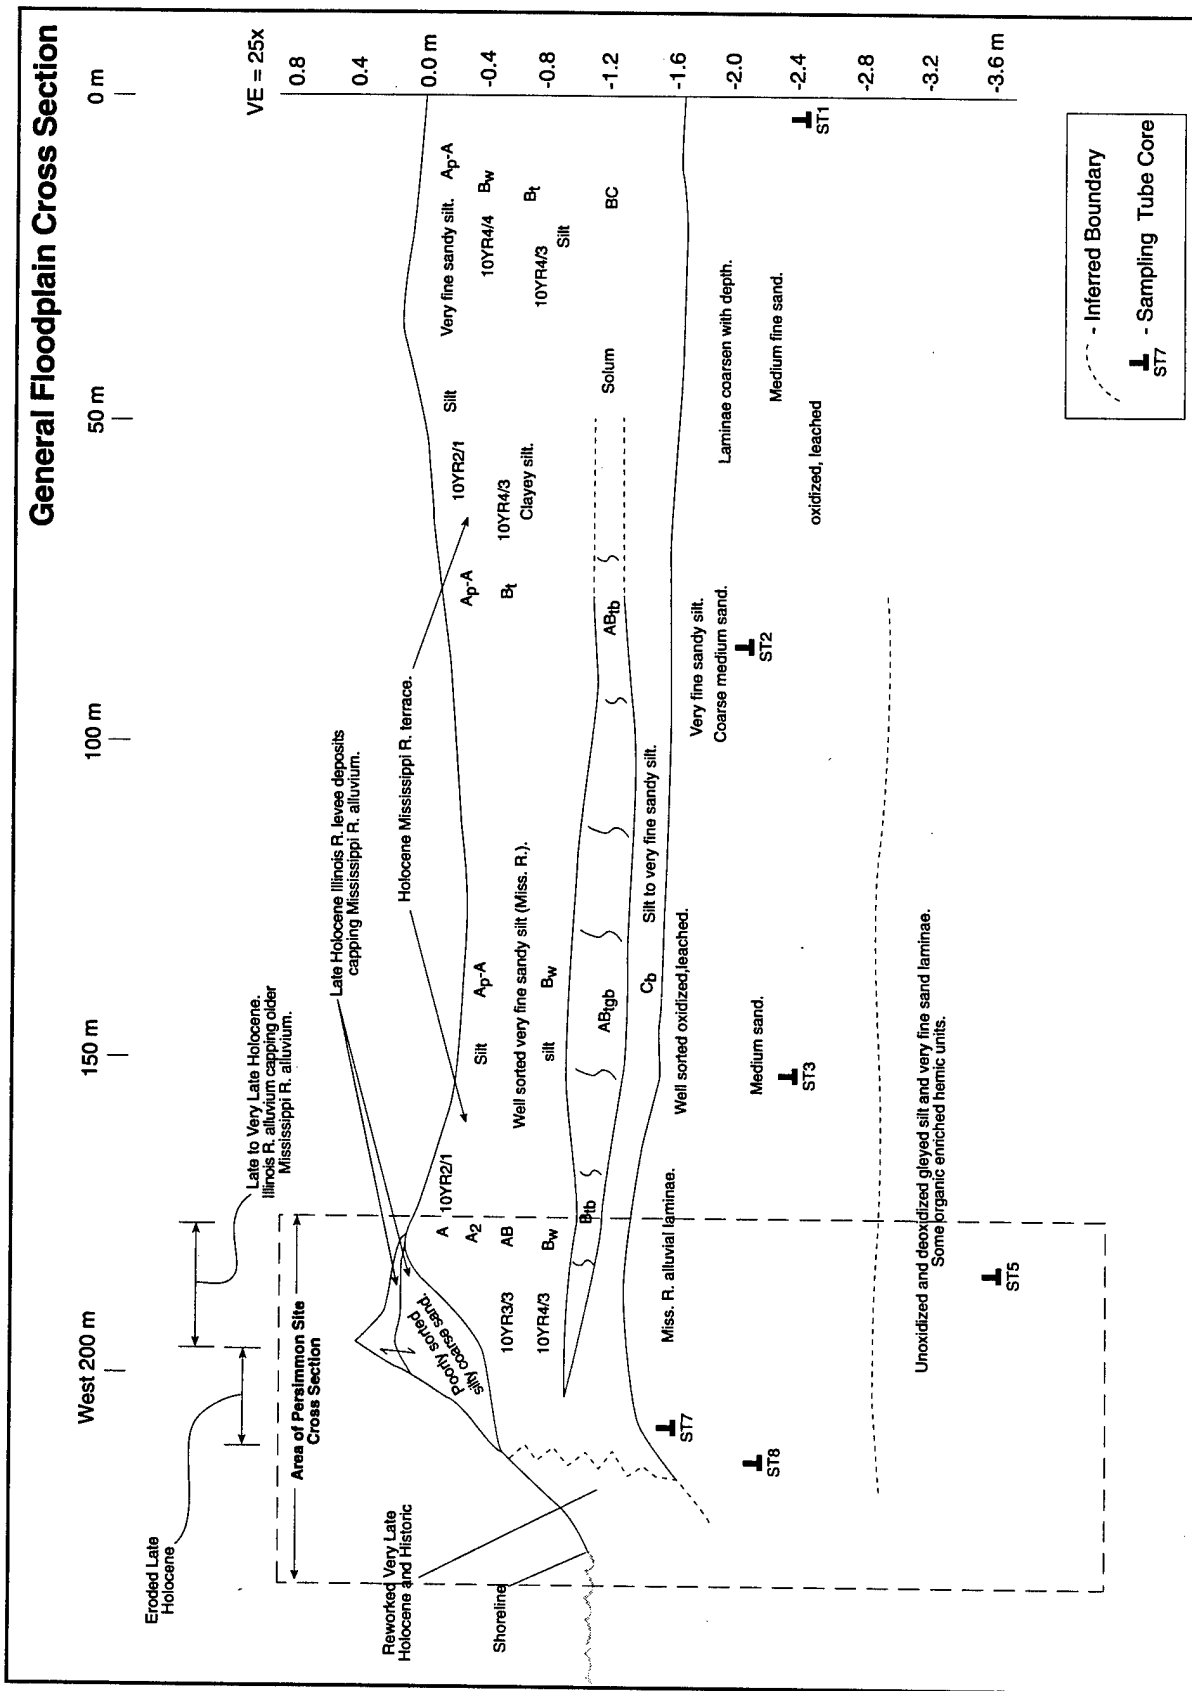 General Floodplain Cross Section
West 200 m
150 m
100 m
50 m
0 m
VE = 25x
0.8
0.4
0.0 m
-0.4
-0.8
-1.2
-1.6
-2.0
-2.4
-2.8
-3.2
-3.6 m
Eroded Late
Holocene
Late to Very Late Holocene.
Illinois R. alluvium capping older
Mississippi R. alluvium.
Area of Persimmon Site
Cross Section
Late Holocene Illinois R. levee deposits
capping Mississippi R. alluvium.
Holocene Mississippi R. terrace.
Reworked Very Late
Holocene and Historic
Shoreline
Poorly sorted
silty coarse sand.
10YR2/1
A
A2
AB
Bw
10YR3/3
10YR4/3
Btb
Silt
Ap-A
Well sorted very fine sandy silt (Miss. R.).
silt
Bw
ABtgb
Cb
Silt to very fine sandy silt.
Ap-A
Bt
10YR2/1
Silt
10YR4/3
Clayey silt.
ABtb
Solum
Very fine sandy silt.
Ap-A
10YR4/4
Bw
10YR4/3
Bt
Silt
BC
Miss. R. alluvial laminae.
Well sorted oxidized,leached.
Medium sand.
Very fine sandy silt.
Coarse medium sand.
Laminae coarsen with depth.
Medium fine sand.
oxidized, leached
ST7
ST8
ST5
ST3
ST2
ST1
Unoxidized and deoxidized gleyed silt and very fine sand laminae.
Some organic enriched hemic units.
- Inferred Boundary
ST7
- Sampling Tube Core